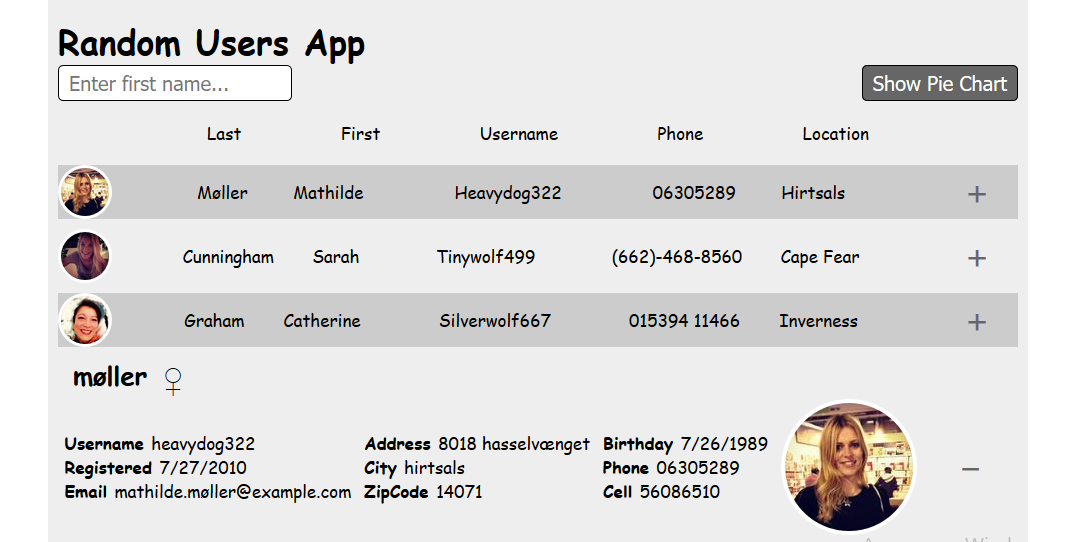 Random Users App
Enter first name...
Show Pie Chart
Last First Username Phone Location
Møller Mathilde Heavydog322 06305289 Hirtsals +
Cunningham Sarah Tinywolf499 (662)-468-8560 Cape Fear +
Graham Catherine Silverwolf667 015394 11466 Inverness +
møller ♀
Username heavydog322 Address 8018 hasselvænget Birthday 7/26/1989
Registered 7/27/2010 City hirtsals Phone 06305289 −
Email mathilde.møller@example.com ZipCode 14071 Cell 56086510